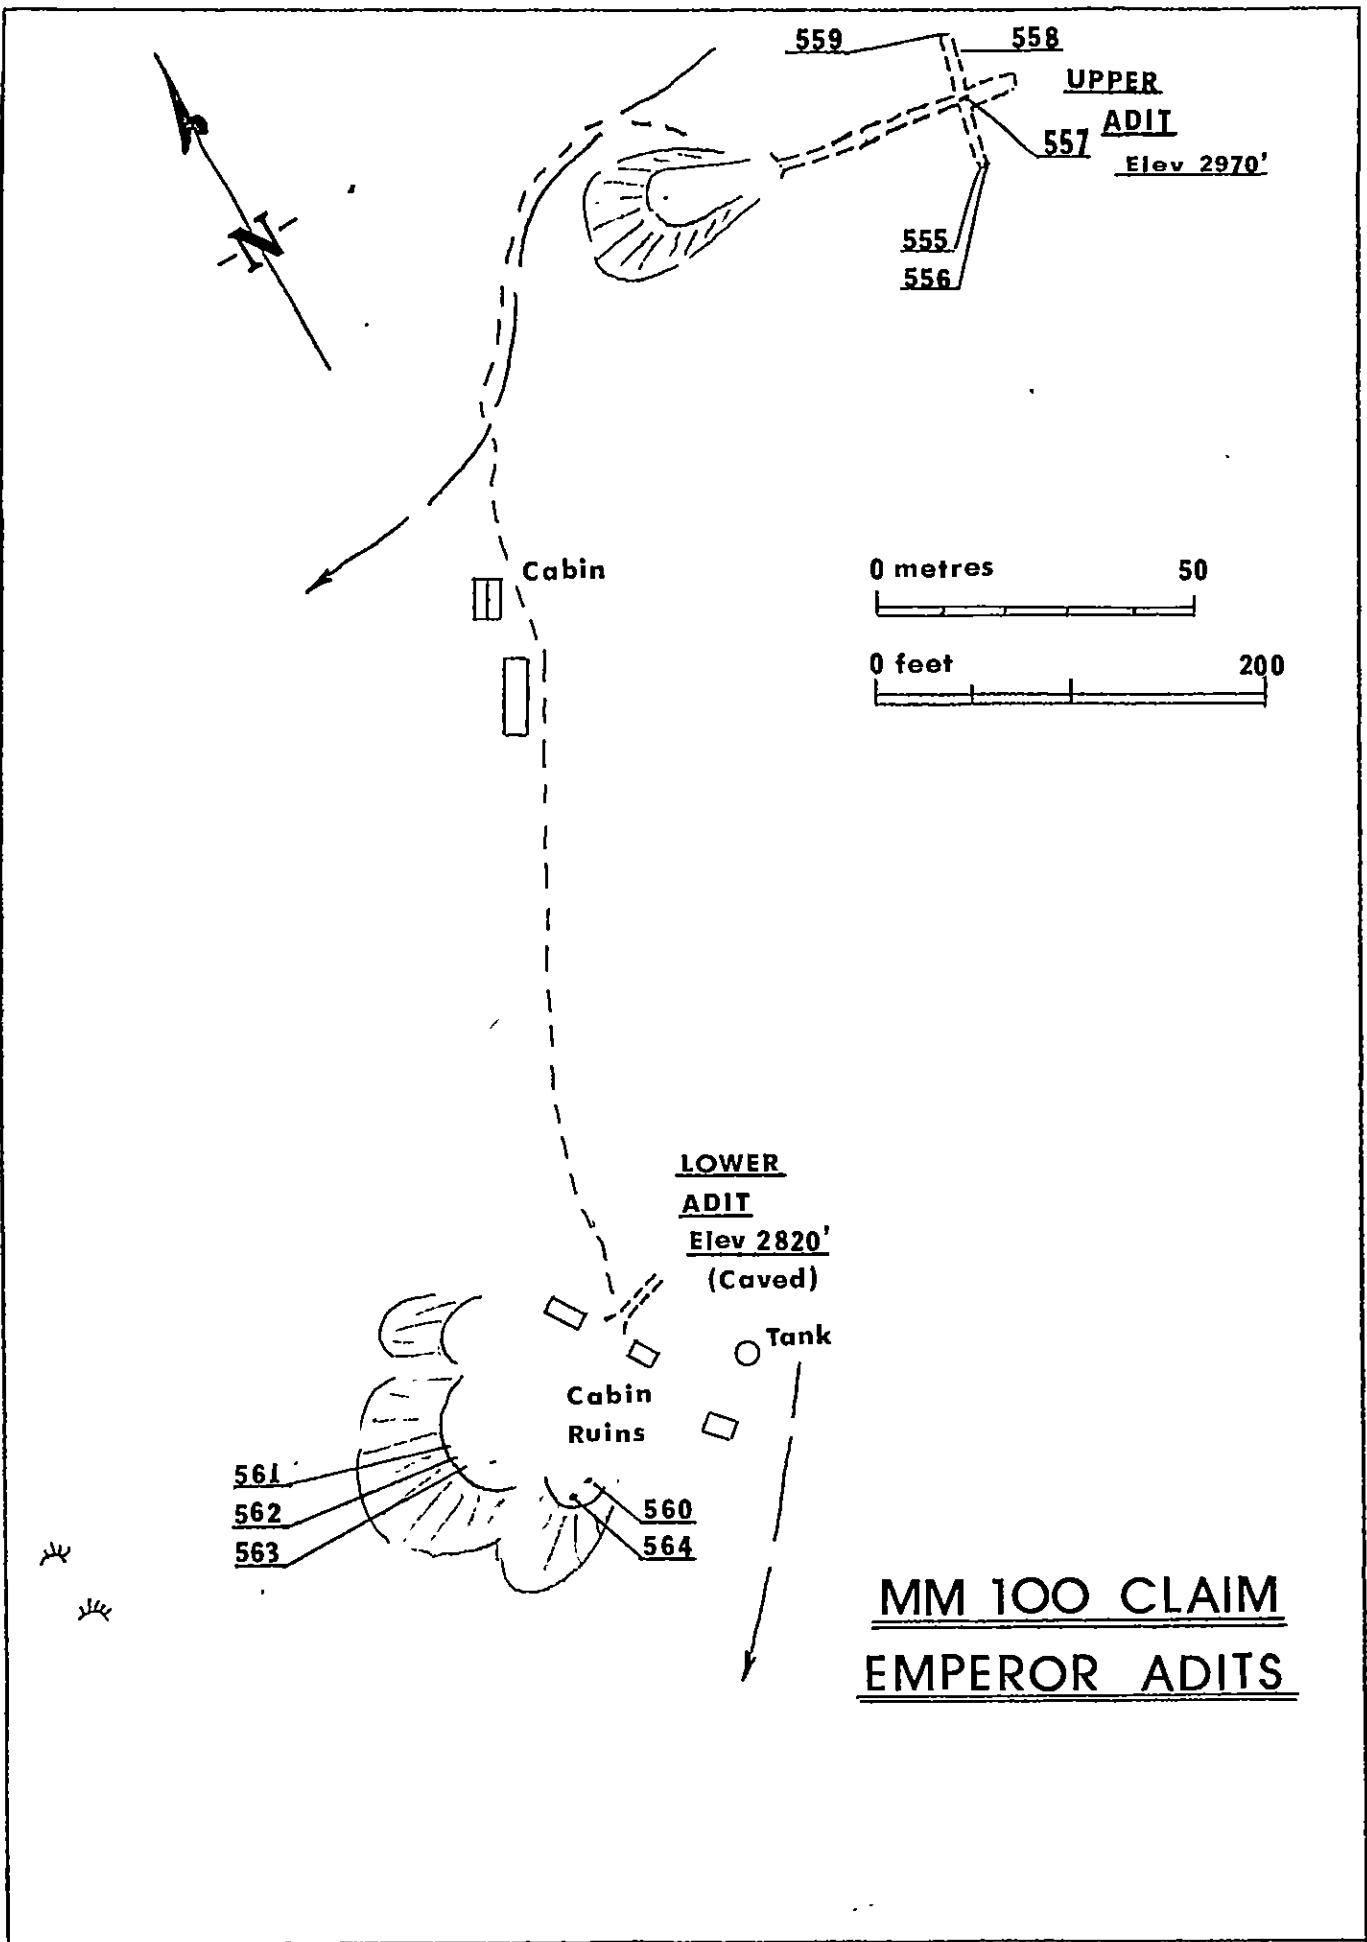 559
558
UPPER
ADIT
557
Elev 2970'
N
555
556
Cabin
0 metres 50
0 feet 200
LOWER
ADIT
Elev 2820'
(Caved)
Tank
Cabin
Ruins
561
562
563
560
564
MM 100 CLAIM
EMPEROR ADITS